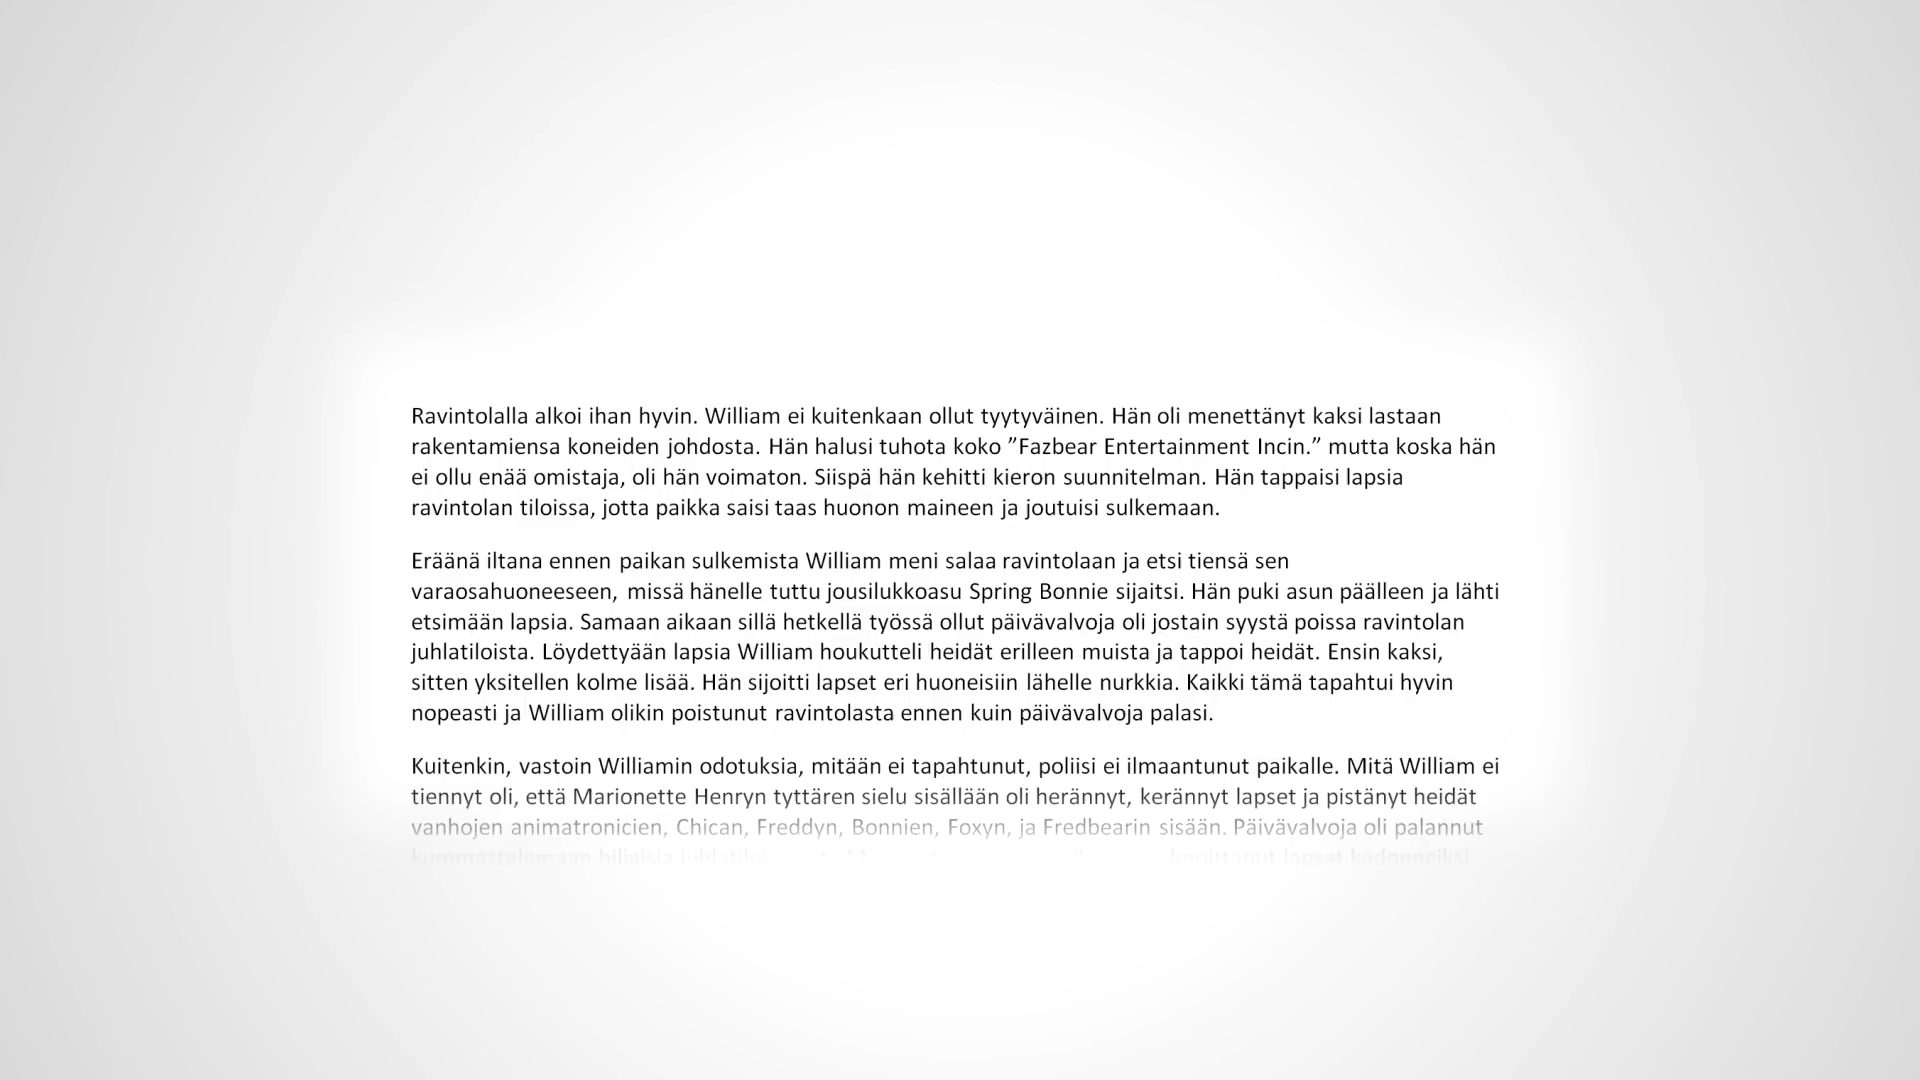 Ravintolalla alkoi ihan hyvin. William ei kuitenkaan ollut tyytyväinen. Hän oli menettänyt kaksi lastaan
rakentamiensa koneiden johdosta. Hän halusi tuhota koko ”Fazbear Entertainment Incin.” mutta koska hän
ei ollu enää omistaja, oli hän voimaton. Siispä hän kehitti kieron suunnitelman. Hän tappaisi lapsia
ravintolan tiloissa, jotta paikka saisi taas huonon maineen ja joutuisi sulkemaan.
Eräänä iltana ennen paikan sulkemista William meni salaa ravintolaan ja etsi tiensä sen
varaosahuoneeseen, missä hänelle tuttu jousilukkoasu Spring Bonnie sijaitsi. Hän puki asun päälleen ja lähti
etsimään lapsia. Samaan aikaan sillä hetkellä työssä ollut päivävalvoja oli jostain syystä poissa ravintolan
juhlatiloista. Löydettyään lapsia William houkutteli heidät erilleen muista ja tappoi heidät. Ensin kaksi,
sitten yksitellen kolme lisää. Hän sijoitti lapset eri huoneisiin lähelle nurkkia. Kaikki tämä tapahtui hyvin
nopeasti ja William olikin poistunut ravintolasta ennen kuin päivävalvoja palasi.
Kuitenkin, vastoin Williamin odotuksia, mitään ei tapahtunut, poliisi ei ilmaantunut paikalle. Mitä William ei
tiennyt oli, että Marionette Henryn tyttären sielu sisällään oli herännyt, kerännyt lapset ja pistänyt heidät
vanhojen animatronicien, Chican, Freddyn, Bonnien, Foxyn, ja Fredbearin sisään. Päivävalvoja oli palannut